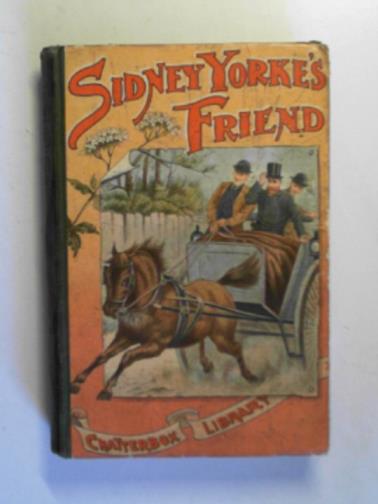 SIDNEY YORKE'S
FRIEND
CHATTERBOX LIBRARY